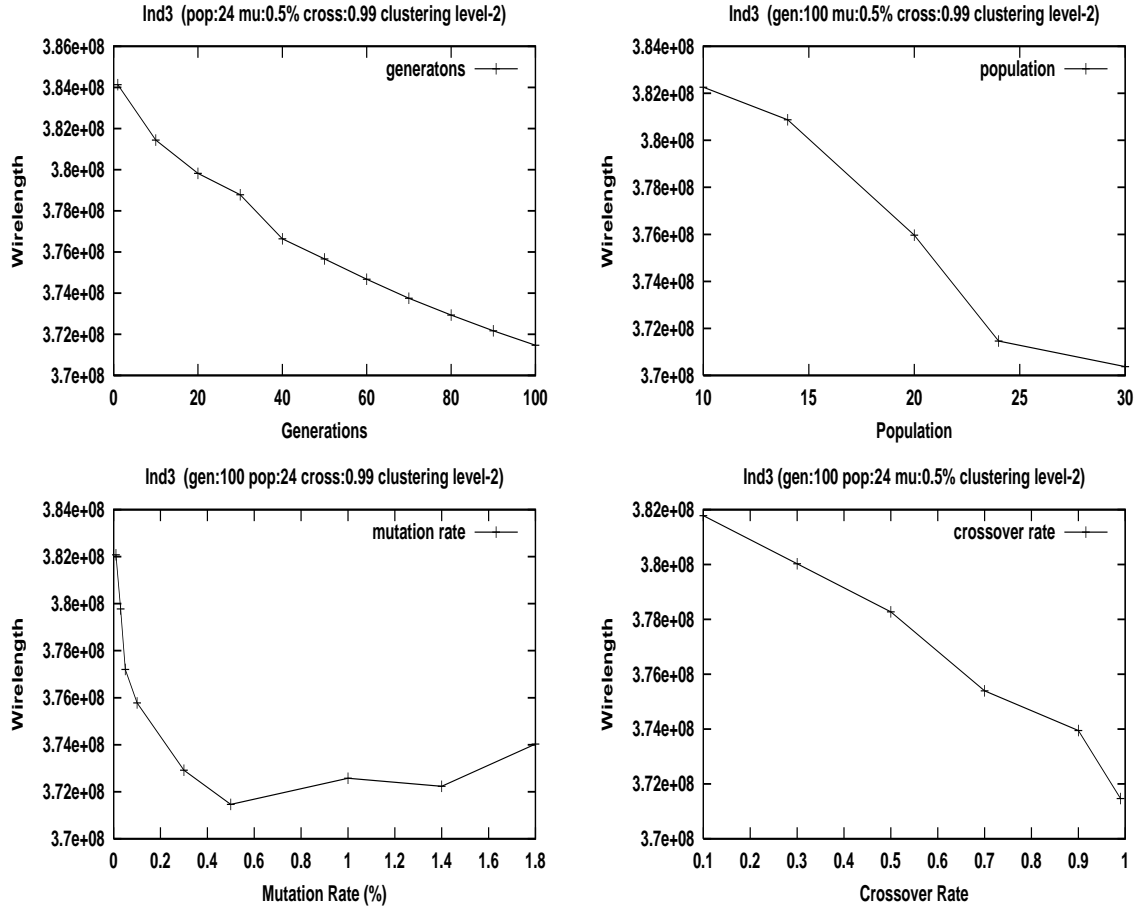 Ind3 (pop:24 mu:0.5% cross:0.99 clustering level-2)
3.86e+08
3.84e+08
3.82e+08
3.8e+08
3.78e+08
3.76e+08
3.74e+08
3.72e+08
3.7e+08
Wirelength
generatons
0 20 40 60 80 100
Generations
Ind3 (gen:100 mu:0.5% cross:0.99 clustering level-2)
3.84e+08
3.82e+08
3.8e+08
3.78e+08
3.76e+08
3.74e+08
3.72e+08
3.7e+08
Wirelength
population
10 15 20 25 30
Population
Ind3 (gen:100 pop:24 cross:0.99 clustering level-2)
3.84e+08
3.82e+08
3.8e+08
3.78e+08
3.76e+08
3.74e+08
3.72e+08
3.7e+08
Wirelength
mutation rate
0 0.2 0.4 0.6 0.8 1 1.2 1.4 1.6 1.8
Mutation Rate (%)
Ind3 (gen:100 pop:24 mu:0.5% clustering level-2)
3.82e+08
3.8e+08
3.78e+08
3.76e+08
3.74e+08
3.72e+08
3.7e+08
Wirelength
crossover rate
0.1 0.2 0.3 0.4 0.5 0.6 0.7 0.8 0.9 1
Crossover Rate